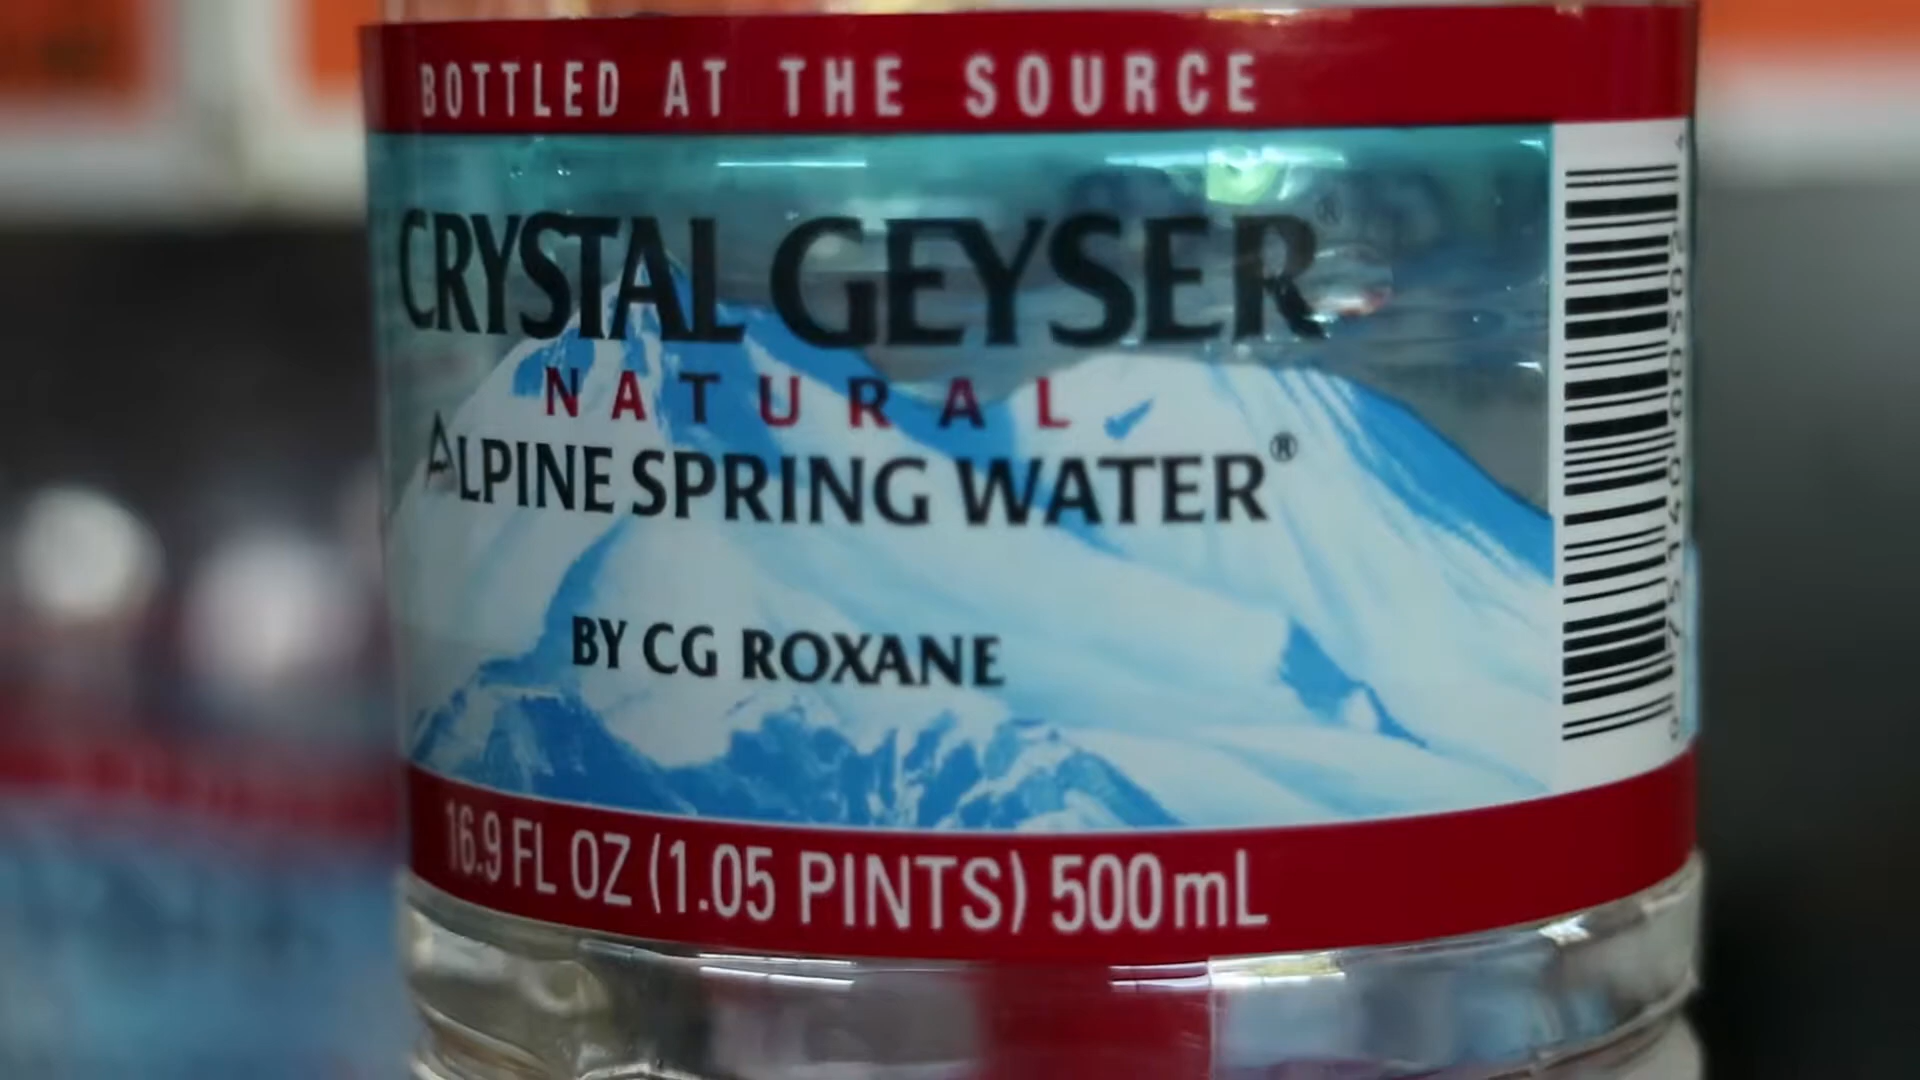 BOTTLED AT THE SOURCE
CRYSTAL GEYSER®
NATURAL
ALPINE SPRING WATER®
BY CG ROXANE
16.9 FL OZ (1.05 PINTS) 500mL